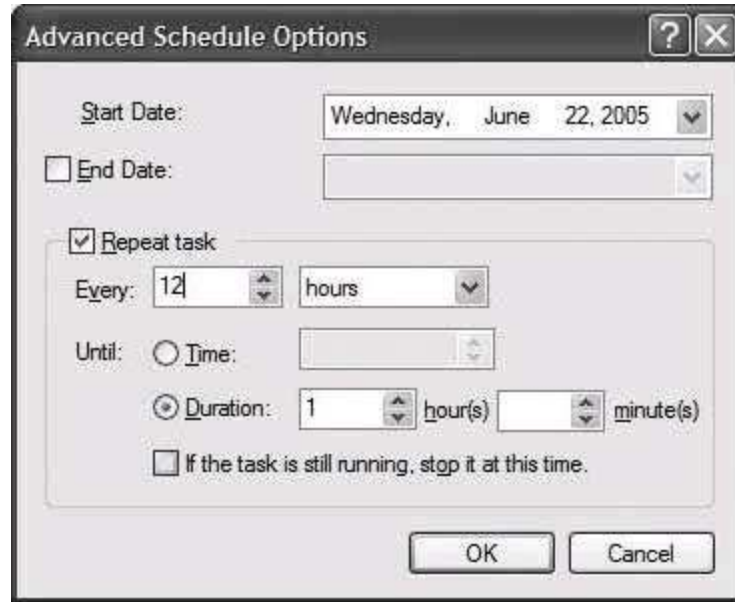 Advanced Schedule Options
Start Date: Wednesday, June 22, 2005
End Date:
Repeat task
Every: 12 hours
Until: Time:
Duration: 1 hour(s) minute(s)
If the task is still running, stop it at this time.
OK Cancel